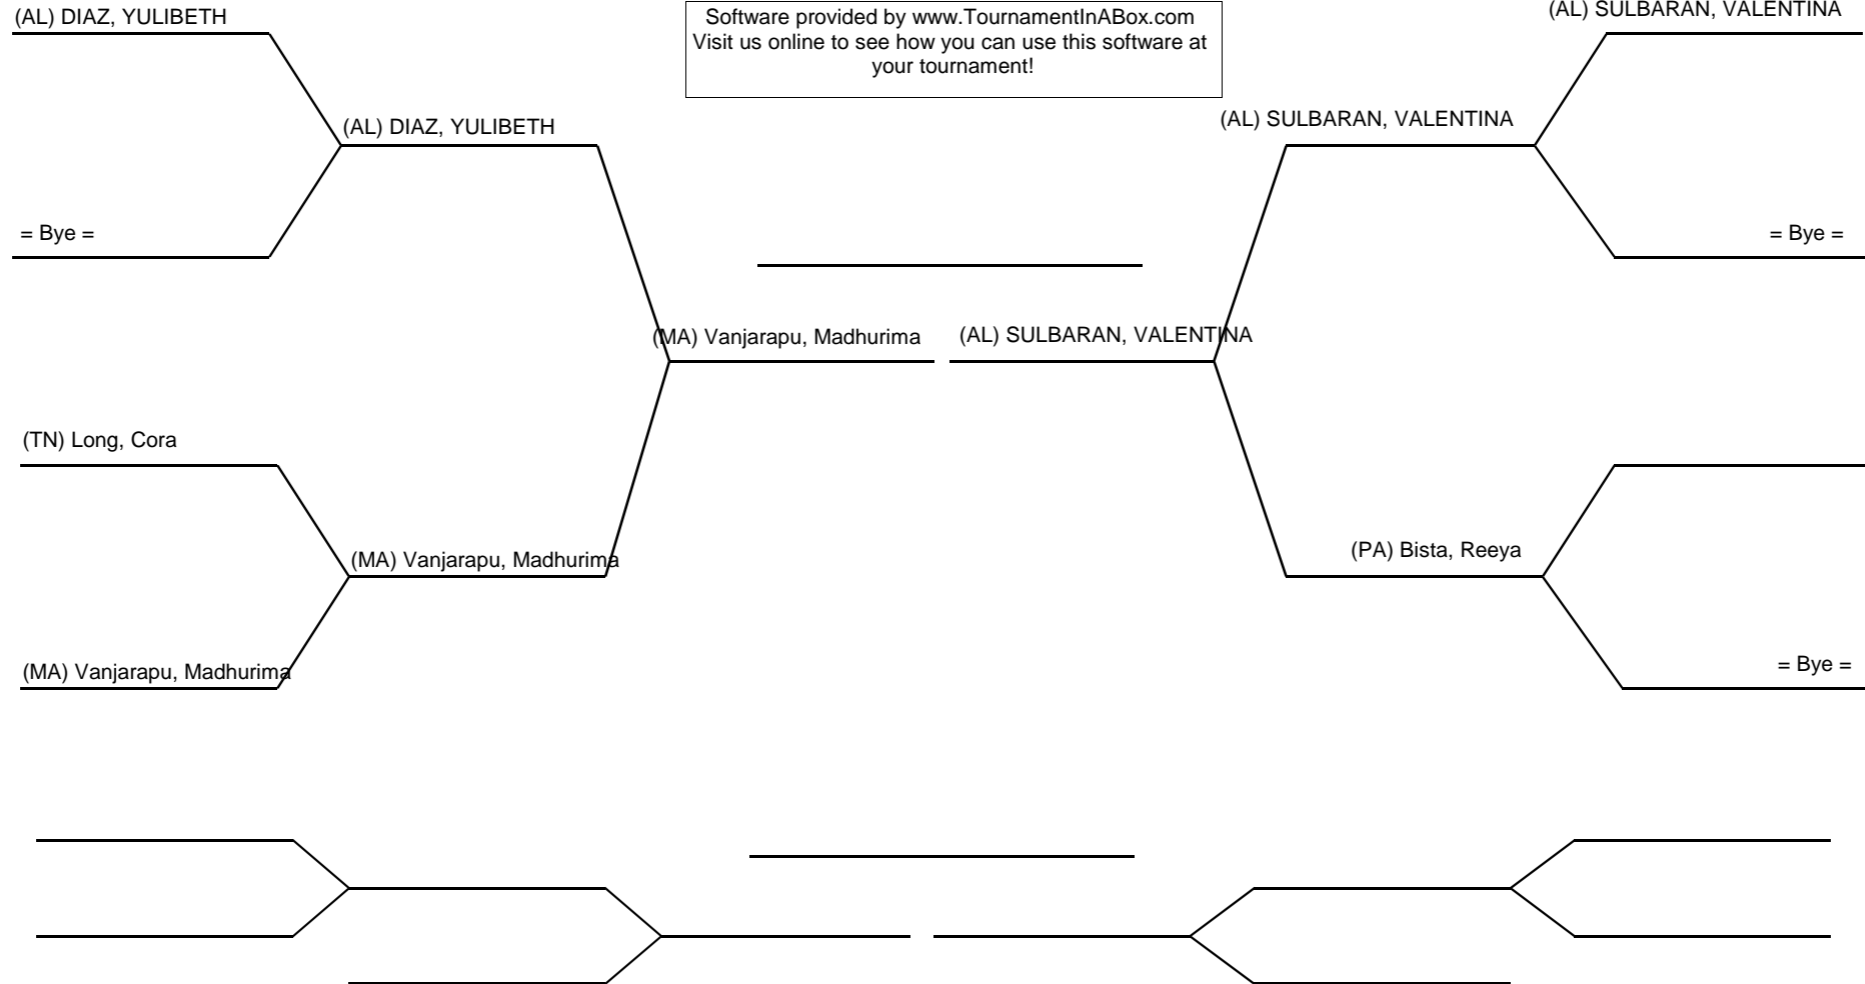 (AL) DIAZ, YULIBETH
Software provided by www.TournamentInABox.com
Visit us online to see how you can use this software at
your tournament!
(AL) SULBARAN, VALENTINA
(AL) DIAZ, YULIBETH
(AL) SULBARAN, VALENTINA
= Bye =
= Bye =
(MA) Vanjarapu, Madhurima
(AL) SULBARAN, VALENTINA
(TN) Long, Cora
(MA) Vanjarapu, Madhurima
(PA) Bista, Reeya
(MA) Vanjarapu, Madhurima
= Bye =